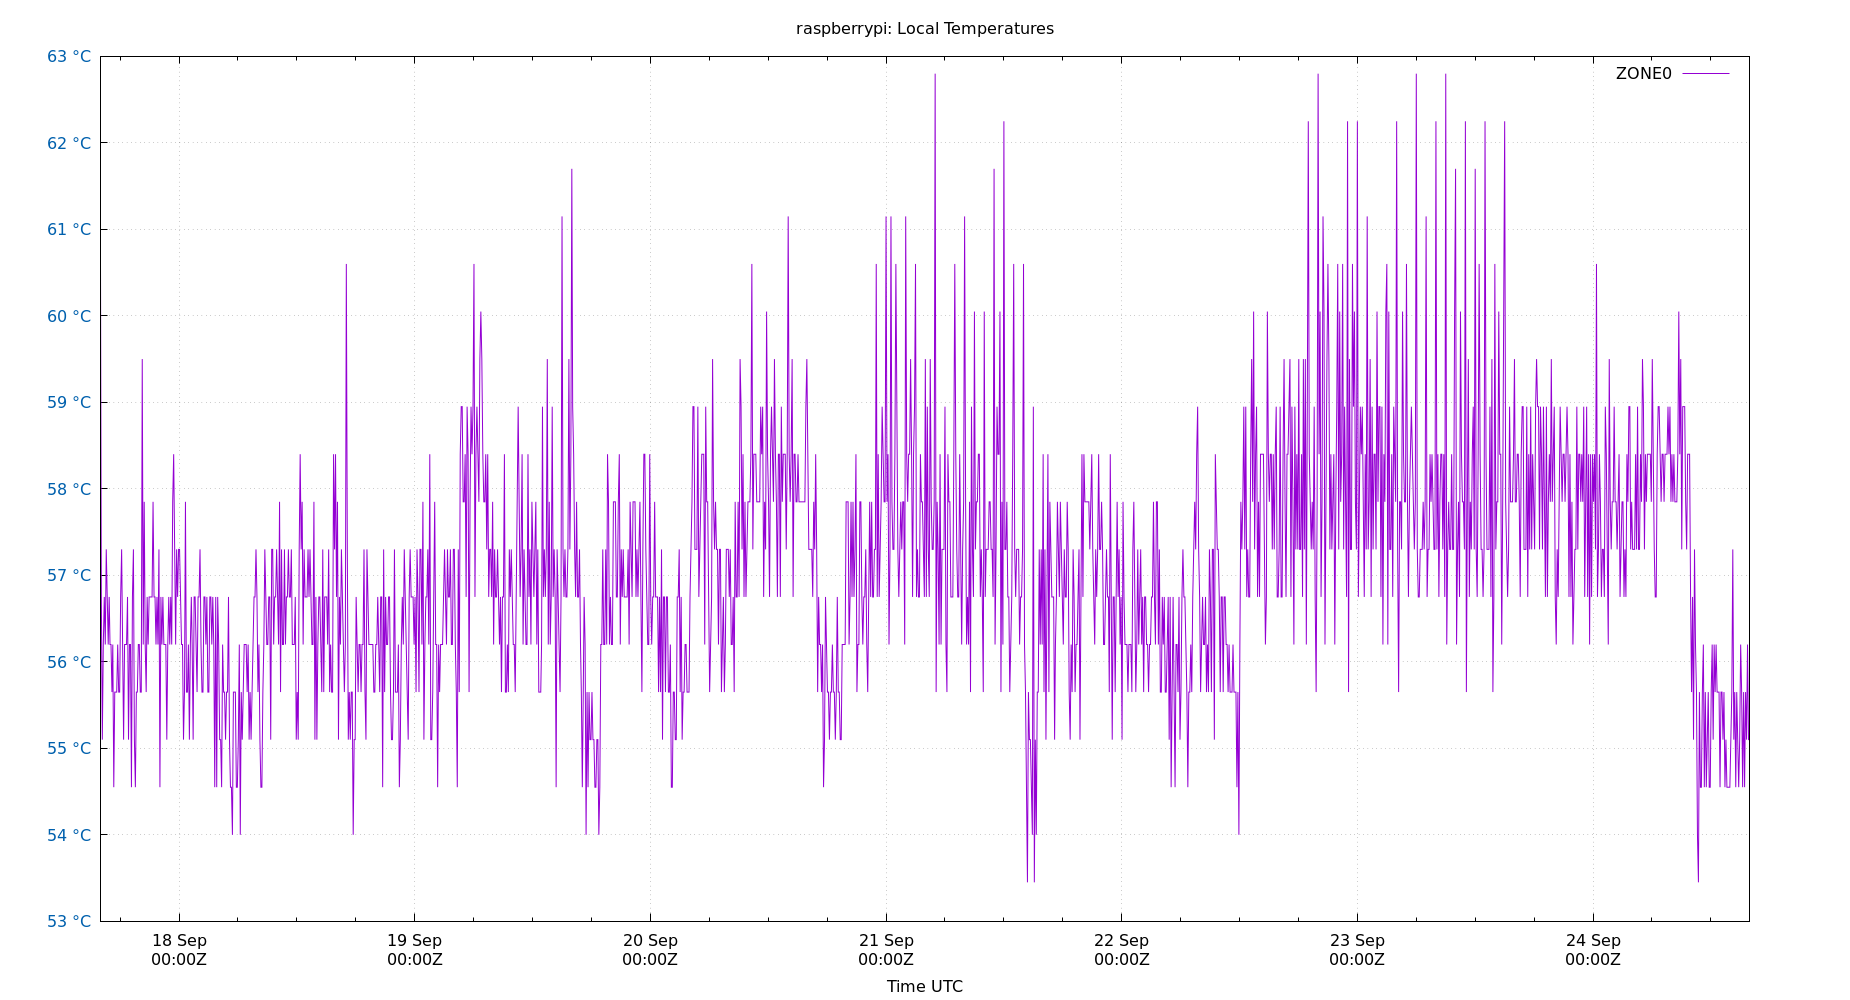 raspberrypi: Local Temperatures
63 °C
ZONE0
62 °C
61 °C
60 °C
59 °C
58 °C
57 °C
56 °C
55 °C
54 °C
53 °C
18 Sep 19 Sep 20 Sep 21 Sep 22 Sep 23 Sep 24 Sep
00:00Z 00:00Z 00:00Z 00:00Z 00:00Z 00:00Z 00:00Z
Time UTC